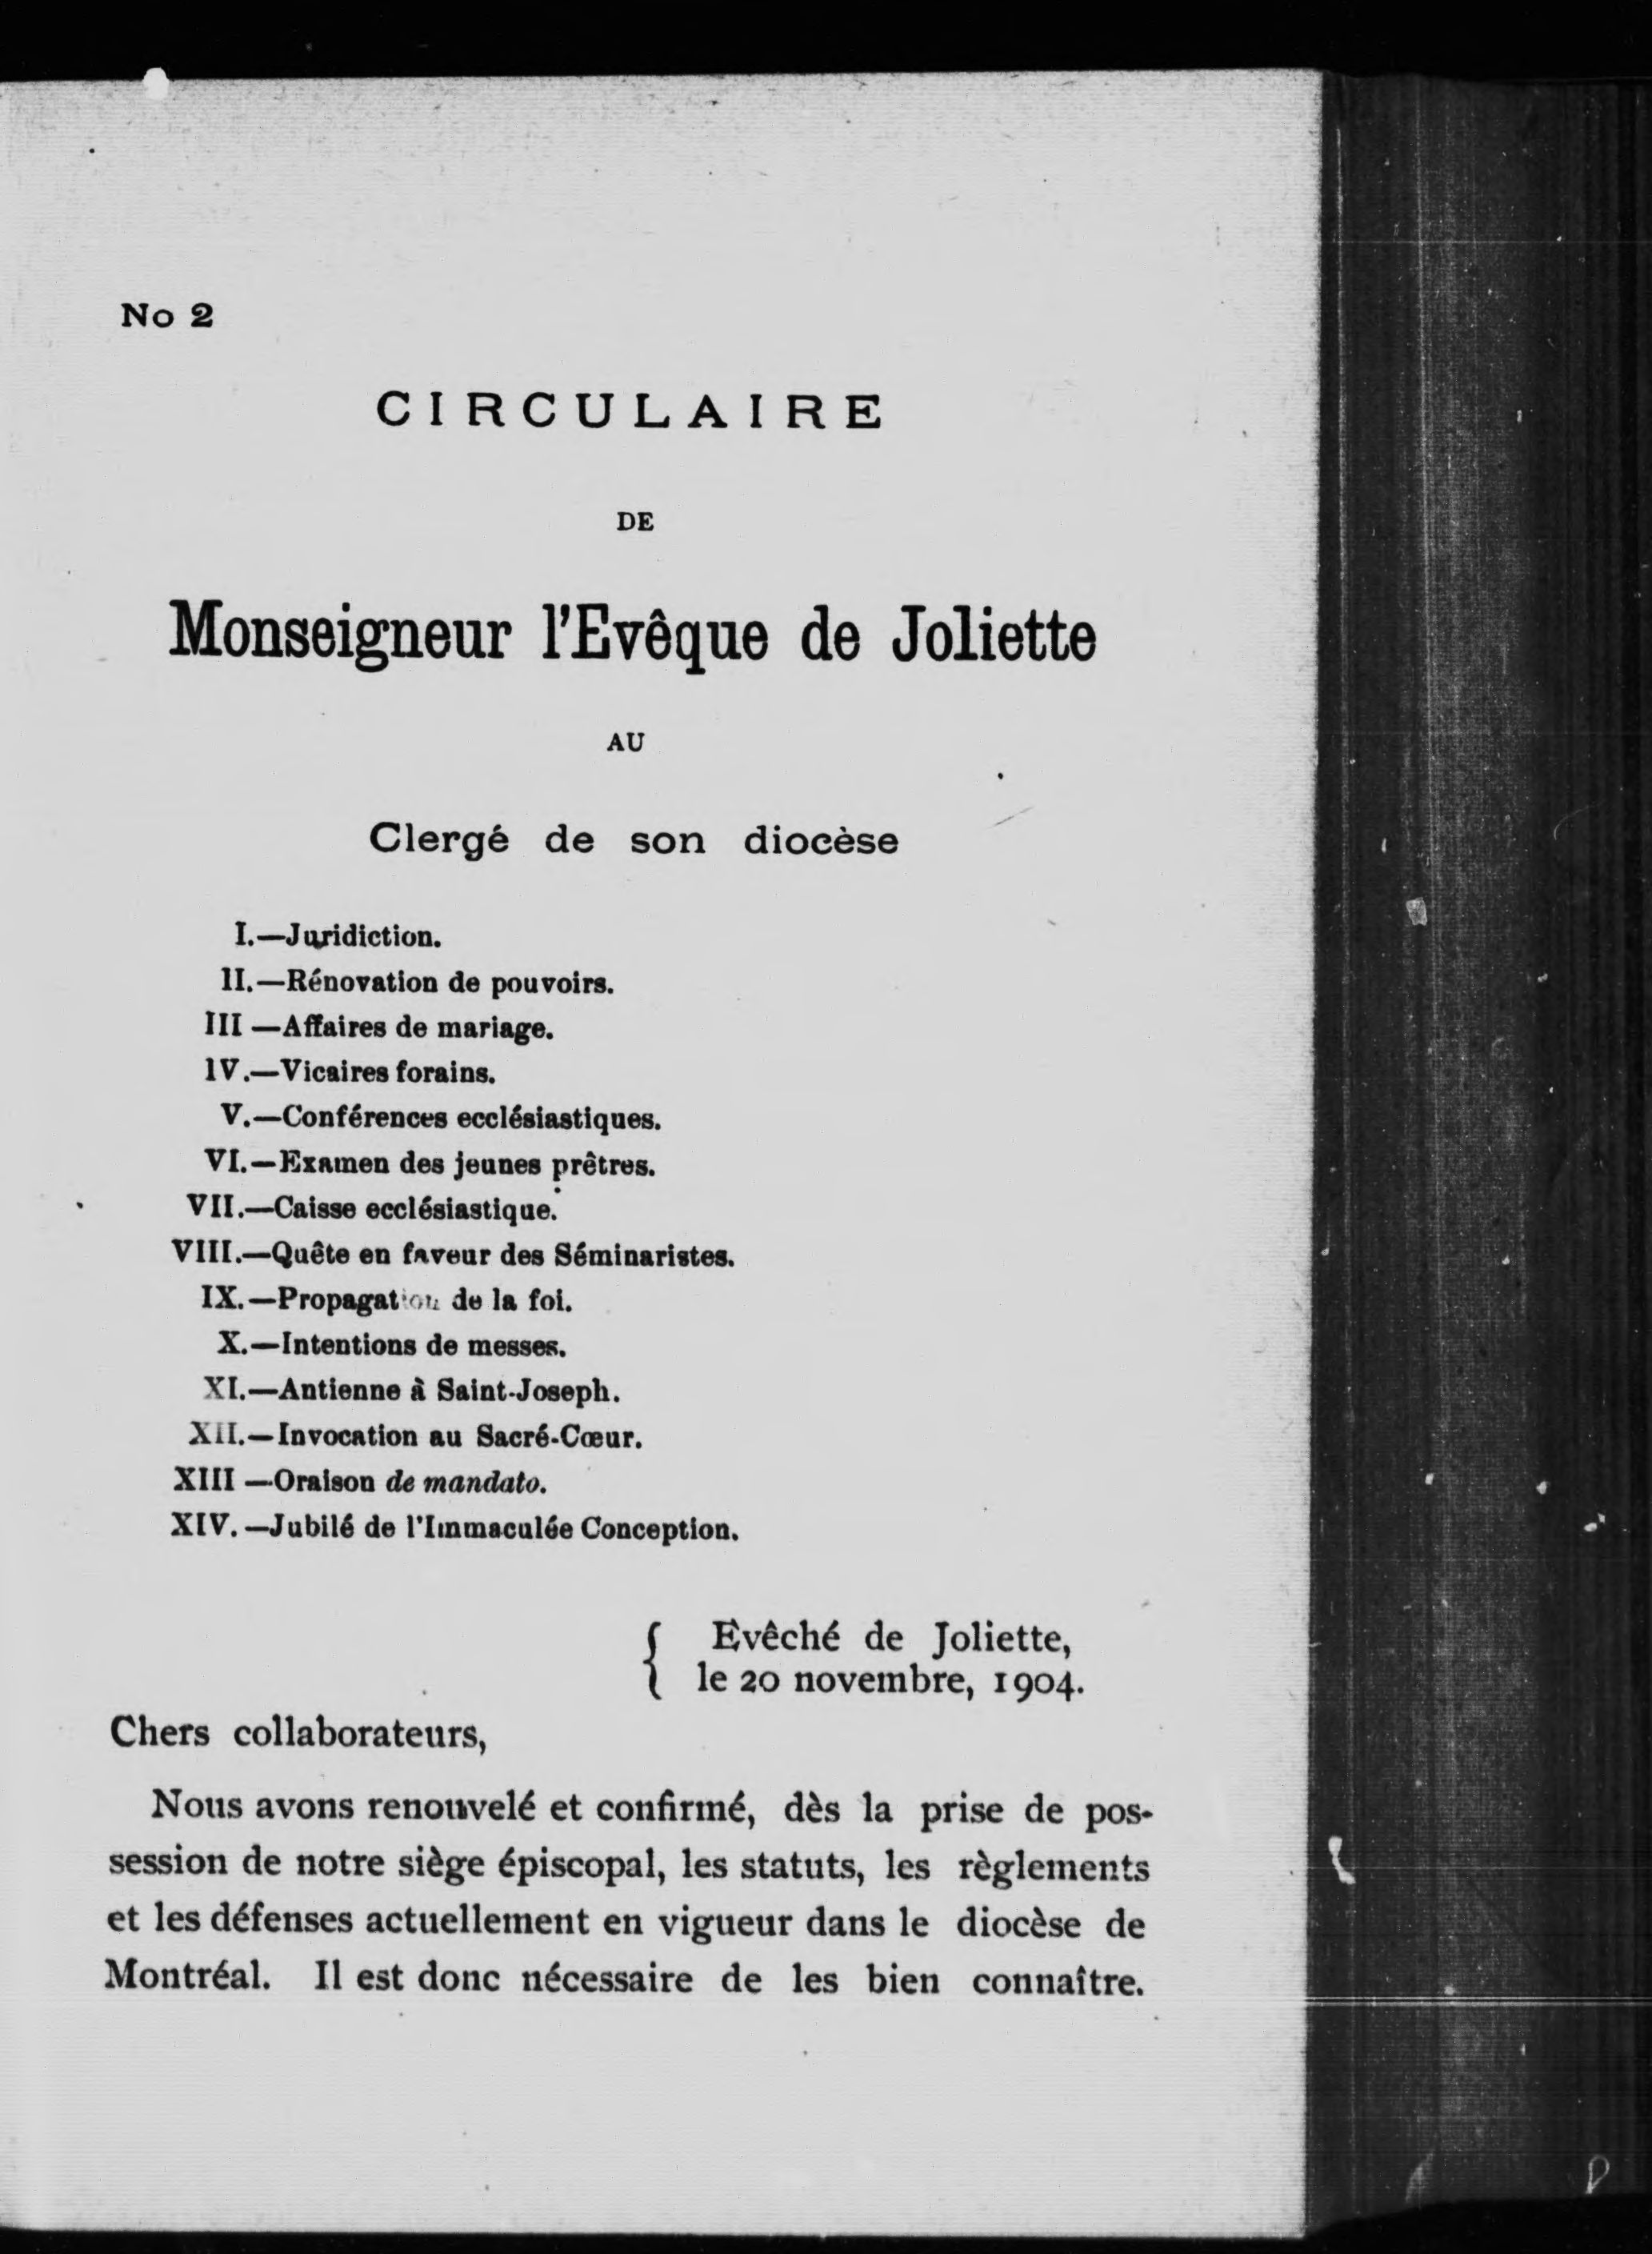 No 2
CIRCULAIRE
DE
Monseigneur l'Evêque de Joliette
AU
Clergé de son diocèse
I.—Juridiction.
II.—Rénovation de pouvoirs.
III —Affaires de mariage.
IV.—Vicaires forains.
V.—Conférences ecclésiastiques.
VI.—Examen des jeunes prêtres.
VII.—Caisse ecclésiastique.
VIII.—Quête en faveur des Séminaristes.
IX.—Propagation de la foi.
X.—Intentions de messes.
XI.—Antienne à Saint-Joseph.
XII.—Invocation au Sacré-Cœur.
XIII —Oraison de mandato.
XIV.—Jubilé de l'Immaculée Conception.
{ Evêché de Joliette,
le 20 novembre, 1904.
Chers collaborateurs,
Nous avons renouvelé et confirmé, dès la prise de pos-
session de notre siège épiscopal, les statuts, les règlements
et les défenses actuellement en vigueur dans le diocèse de
Montréal. Il est donc nécessaire de les bien connaître.